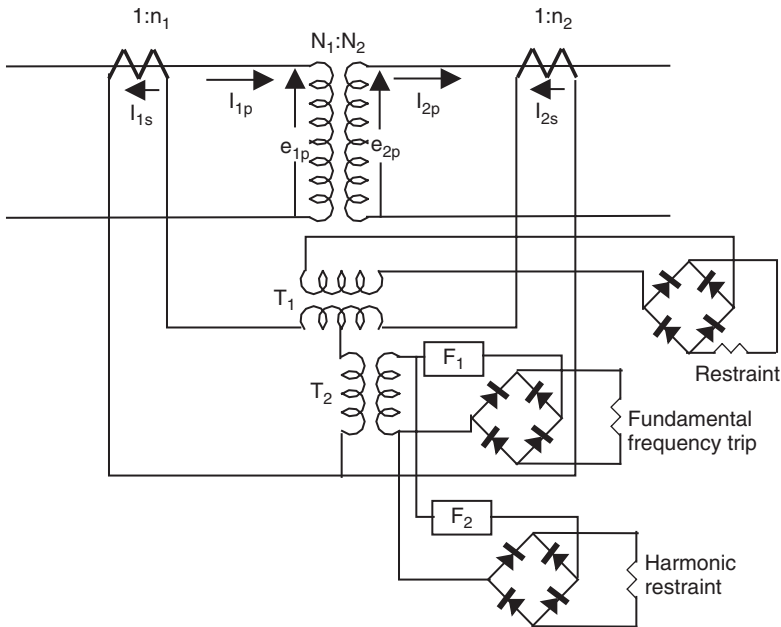 1:n₁
1:n₂
N₁:N₂
I₁ₛ
I₁ₚ
I₂ₚ
I₂ₛ
e₁ₚ
e₂ₚ
T₁
Restraint
F₁
T₂
Fundamental
frequency trip
F₂
Harmonic
restraint